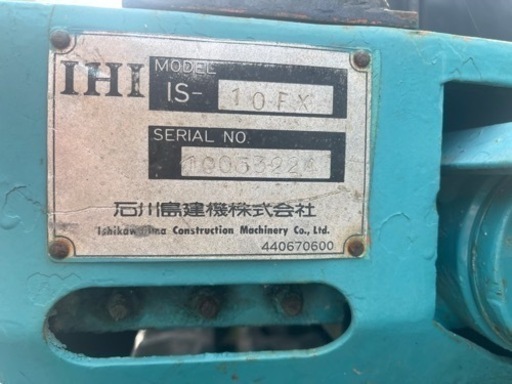 IHI
MODEL
IS- 10FX
SERIAL NO.
石川島建機株式会社
Ishikawajima Construction Machinery Co., Ltd.
440670600